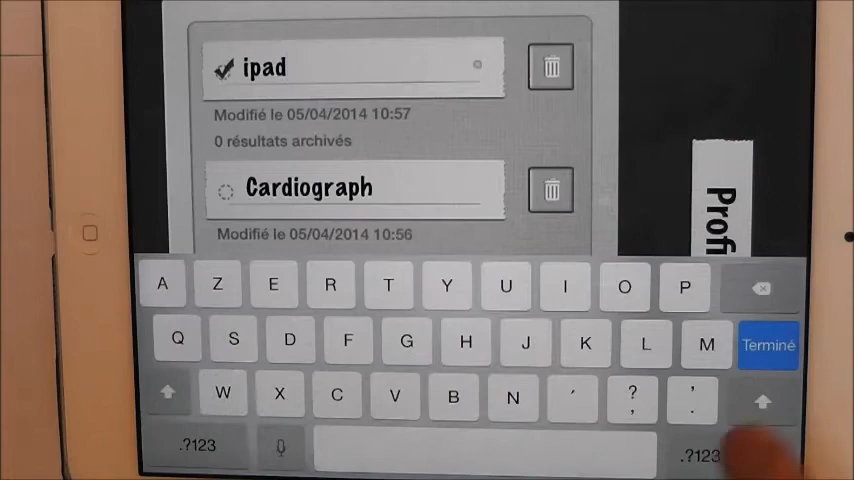 ipad
Modifié le 05/04/2014 10:57
0 résultats archivés
Cardiograph
Modifié le 05/04/2014 10:56
Profi
A Z E R T Y U I O P
Q S D F G H J K L M Terminé
W X C V B N ´ ? , ' .
.?123 .?123